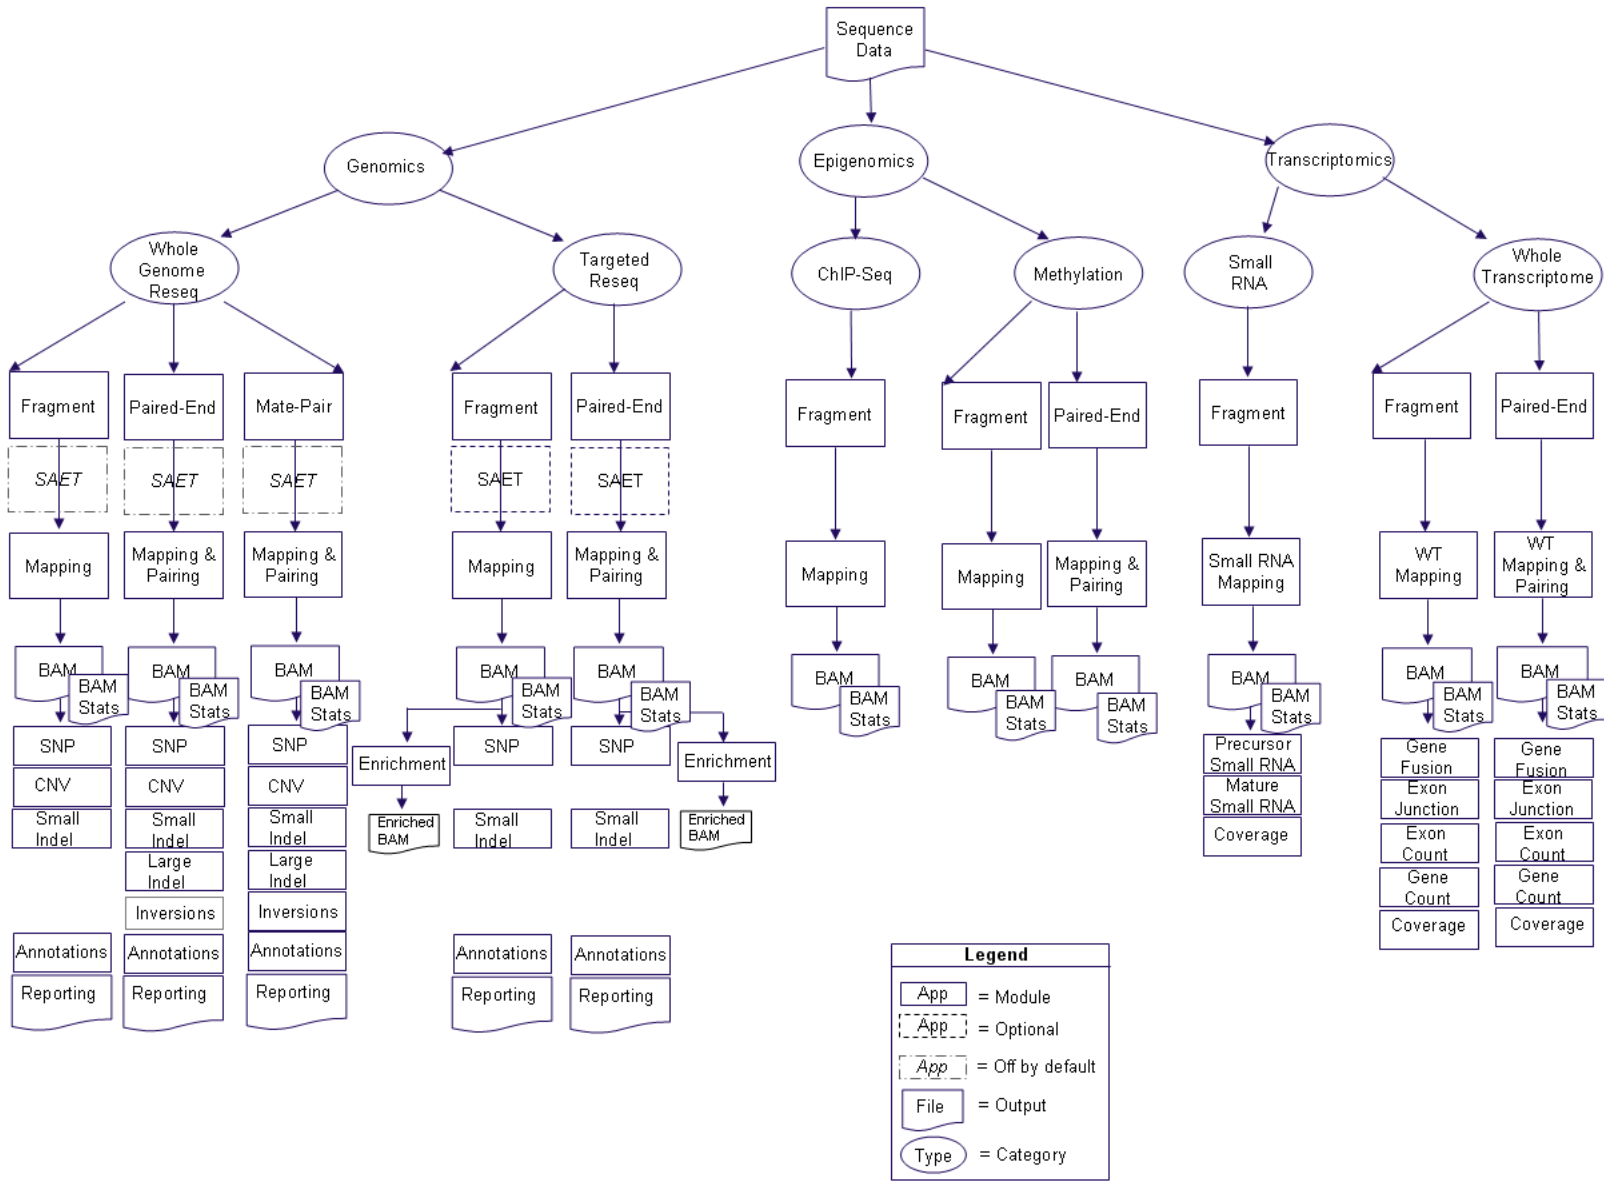 Sequence
Data
Genomics
Epigenomics
Transcriptomics
Whole
Genome
Reseq
Targeted
Reseq
ChIP-Seq
Methylation
Small
RNA
Whole
Transcriptome
Fragment
Paired-End
Mate-Pair
Fragment
Paired-End
Fragment
Fragment
Paired-End
Fragment
Fragment
Paired-End
SAET
SAET
SAET
SAET
SAET
Mapping
Mapping &
Pairing
Mapping &
Pairing
Mapping
Mapping &
Pairing
Mapping
Mapping
Mapping &
Pairing
Small RNA
Mapping
WT
Mapping
WT
Mapping &
Pairing
BAM
BAM
Stats
BAM
BAM
Stats
BAM
BAM
Stats
BAM
BAM
Stats
BAM
BAM
Stats
BAM
BAM
Stats
BAM
BAM
Stats
BAM
BAM
Stats
BAM
BAM
Stats
BAM
BAM
Stats
BAM
BAM
Stats
SNP
CNV
Small
Indel
Annotations
Reporting
SNP
CNV
Small
Indel
Large
Indel
Inversions
Annotations
Reporting
SNP
CNV
Small
Indel
Large
Indel
Inversions
Annotations
Reporting
Enrichment
Enriched
BAM
SNP
Small
Indel
Annotations
Reporting
SNP
Small
Indel
Annotations
Reporting
Enrichment
Enriched
BAM
Precursor
Small RNA
Mature
Small RNA
Coverage
Gene
Fusion
Exon
Junction
Exon
Count
Gene
Count
Coverage
Gene
Fusion
Exon
Junction
Exon
Count
Gene
Count
Coverage
Legend
App = Module
App = Optional
App = Off by default
File = Output
Type = Category